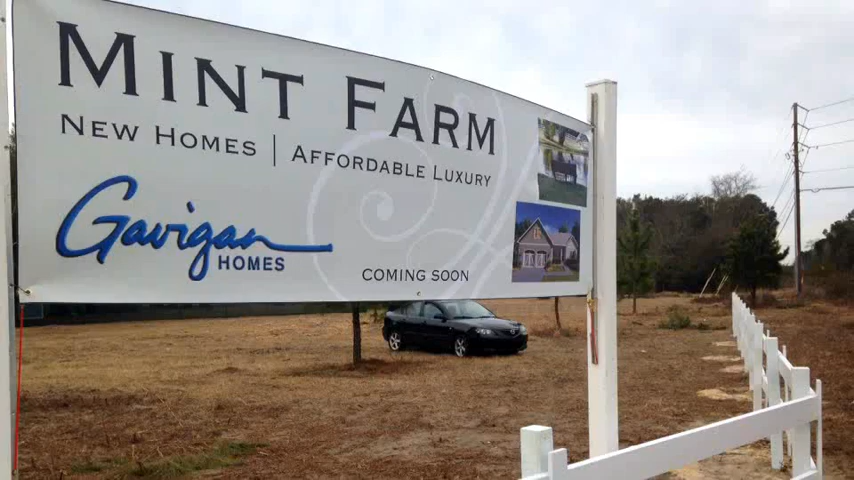 MINT FARM
NEW HOMES | AFFORDABLE LUXURY
Gavigan
HOMES
COMING SOON